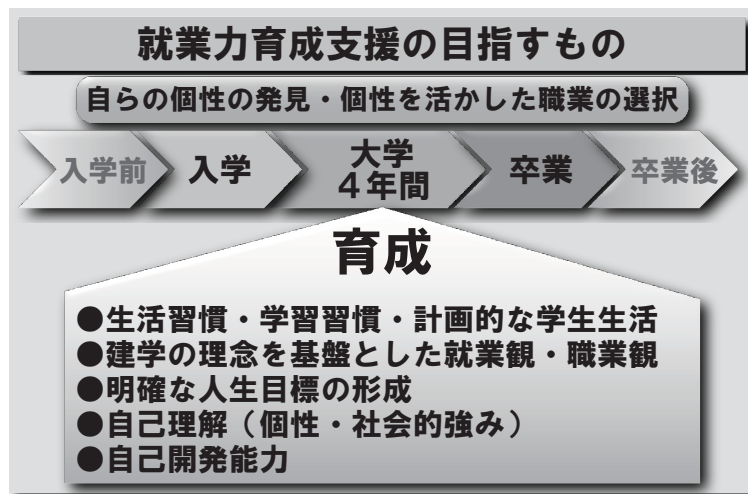 就業力育成支援の目指すもの
自らの個性の発見・個性を活かした職業の選択
入学前
入学
大学
4年間
卒業
卒業後
育成
●生活習慣・学習習慣・計画的な学生生活
●建学の理念を基盤とした就業観・職業観
●明確な人生目標の形成
●自己理解（個性・社会的強み）
●自己開発能力